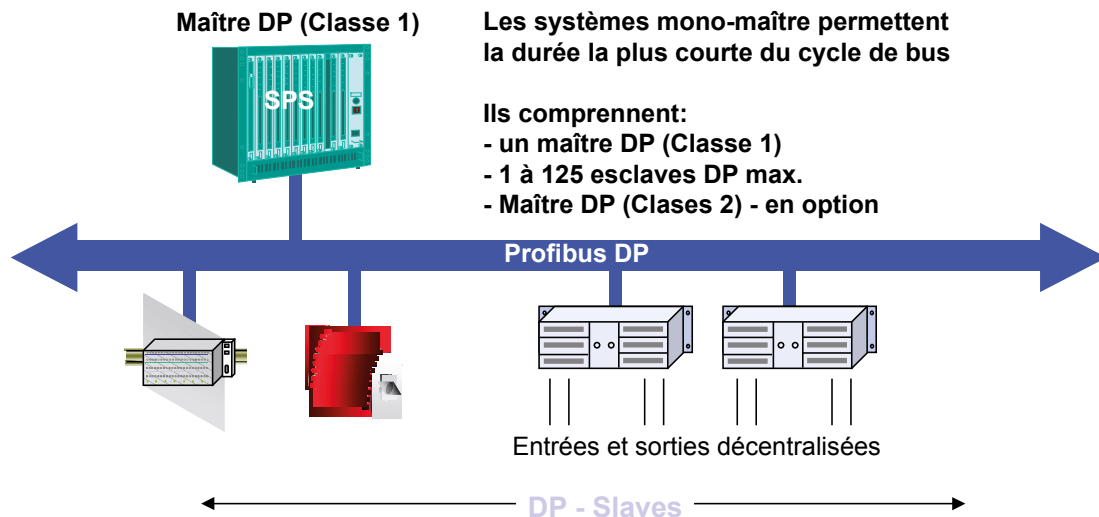 Maître DP (Classe 1)
SPS
Les systèmes mono-maître permettent
la durée la plus courte du cycle de bus
Ils comprennent:
- un maître DP (Classe 1)
- 1 à 125 esclaves DP max.
- Maître DP (Clases 2) - en option
Profibus DP
Entrées et sorties décentralisées
DP - Slaves